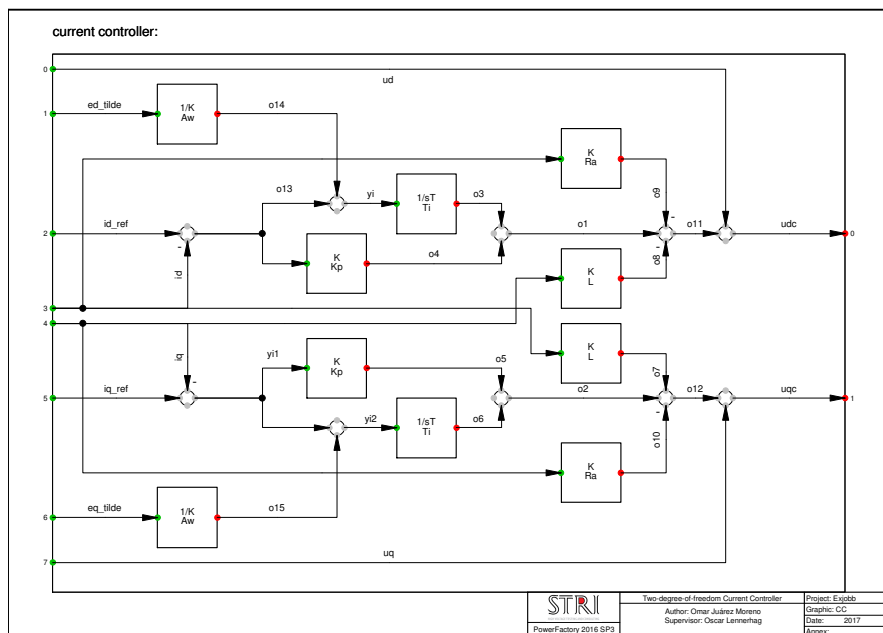 current controller:
0
ud
1
ed_tilde
1/K
Aw
o14
K
Ra
o13
yi
1/sT
Ti
o3
o9
-
2
id_ref
o1
o11
udc
0
-
K
Kp
o4
-
o8
id
K
L
3
4
iq
yi1
K
Kp
o5
K
L
o7
-
5
iq_ref
o2
o12
uqc
1
yi2
1/sT
Ti
o6
-
o10
K
Ra
6
eq_tilde
1/K
Aw
o15
uq
7
STRI
PowerFactory 2016 SP3
Two-degree-of-freedom Current Controller
Author: Omar Juárez Moreno
Supervisor: Oscar Lennerhag
Project: Exjobb
Graphic: CC
Date: 2017
Annex: